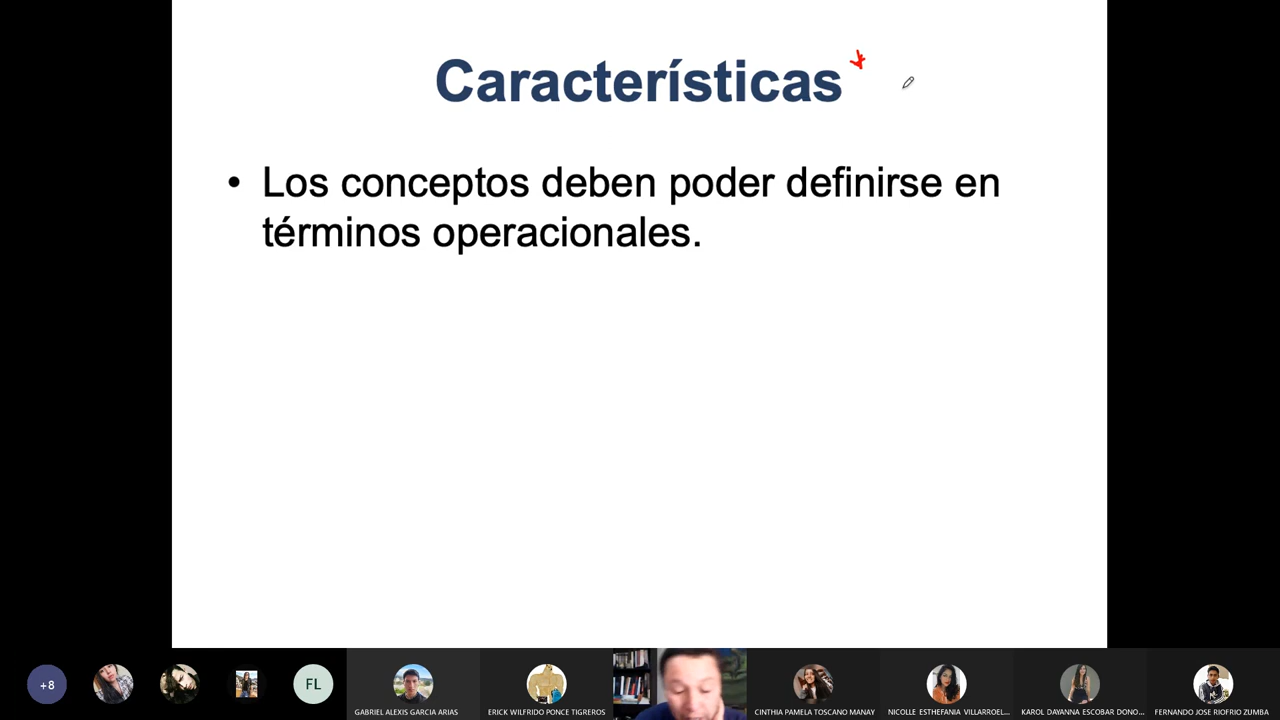 Características
• Los conceptos deben poder definirse en
términos operacionales.
+8
FL
GABRIEL ALEXIS GARCIA ARIAS
ERICK WILFRIDO PONCE TIGREROS
CINTHIA PAMELA TOSCANO MANAY
NICOLLE ESTHEFANIA VILLARROEL...
KAROL DAYANNA ESCOBAR DONO...
FERNANDO JOSE RIOFRIO ZUMBA